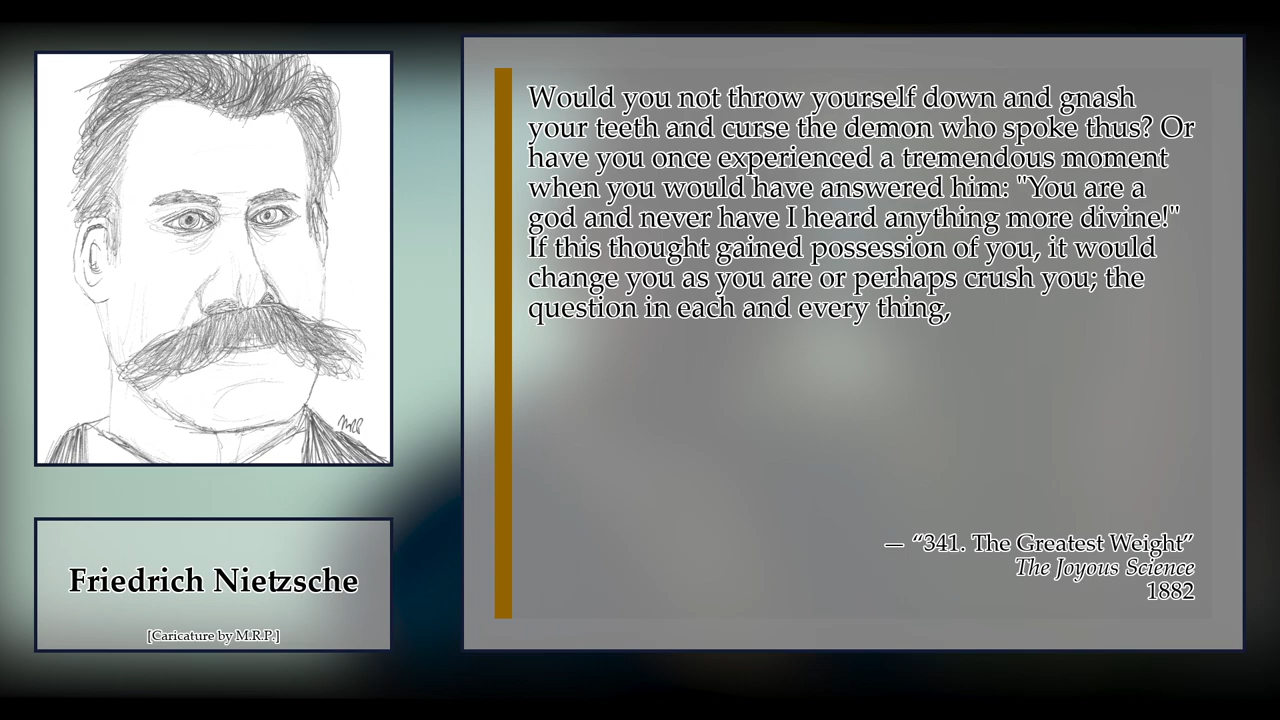 Would you not throw yourself down and gnash
your teeth and curse the demon who spoke thus? Or
have you once experienced a tremendous moment
when you would have answered him: "You are a
god and never have I heard anything more divine!"
If this thought gained possession of you, it would
change you as you are or perhaps crush you; the
question in each and every thing,
— “341. The Greatest Weight”
The Joyous Science
1882
MRP
Friedrich Nietzsche
[Caricature by M.R.P.]